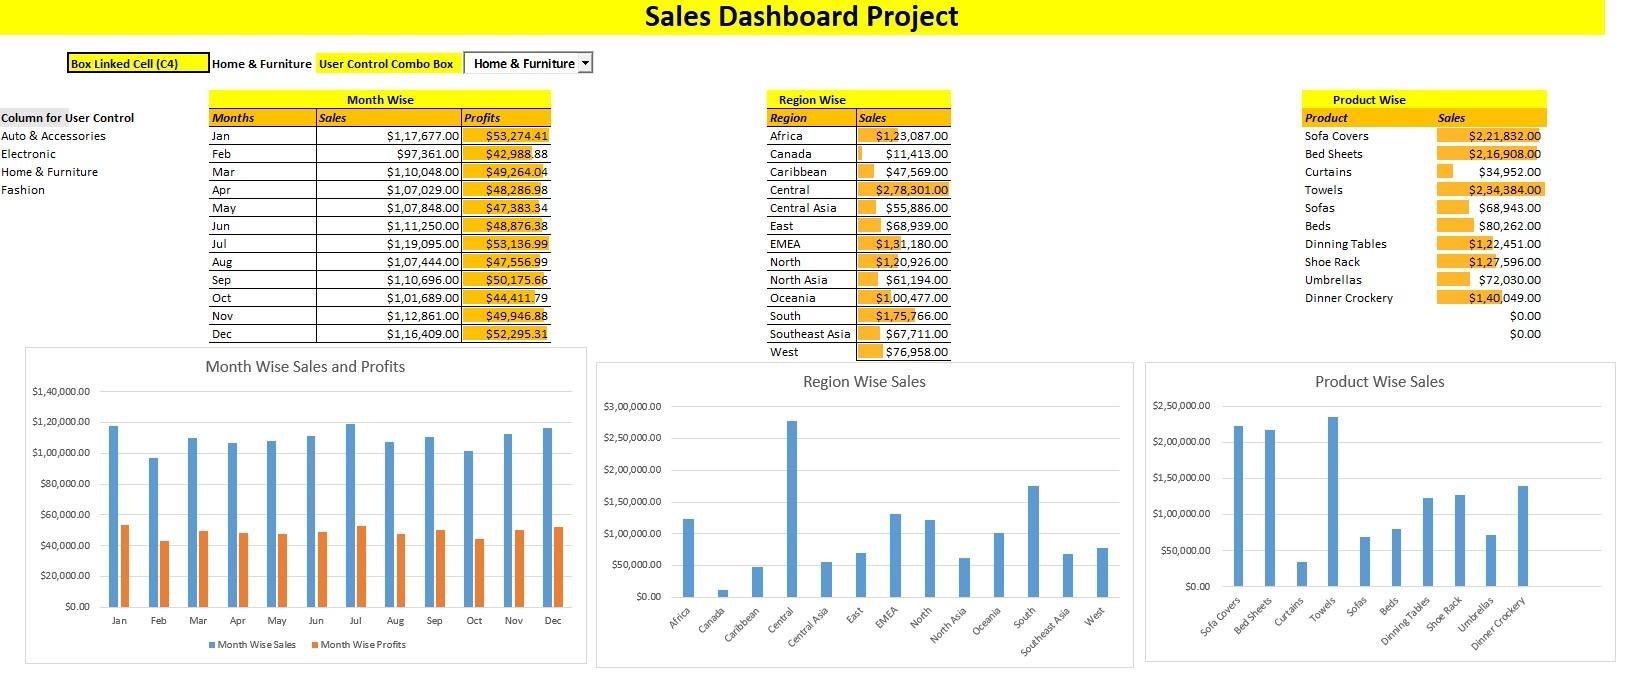 Sales Dashboard Project
Box Linked Cell (C4) Home & Furniture User Control Combo Box Home & Furniture
Month Wise
Column for User Control
Auto & Accessories
Electronic
Home & Furniture
Fashion
Months Sales Profits
Jan $1,17,677.00 $53,274.41
Feb $97,361.00 $42,988.88
Mar $1,10,048.00 $49,264.04
Apr $1,07,029.00 $48,286.98
May $1,07,848.00 $47,383.34
Jun $1,11,250.00 $48,876.38
Jul $1,19,095.00 $53,136.99
Aug $1,07,444.00 $47,556.99
Sep $1,10,696.00 $50,175.66
Oct $1,01,689.00 $44,411.79
Nov $1,12,861.00 $49,946.88
Dec $1,16,409.00 $52,295.31
Region Wise
Region Sales
Africa $1,23,087.00
Canada $11,413.00
Caribbean $47,569.00
Central $2,78,301.00
Central Asia $55,886.00
East $68,939.00
EMEA $1,31,180.00
North $1,20,926.00
North Asia $61,194.00
Oceania $1,00,477.00
South $1,75,766.00
Southeast Asia $67,711.00
West $76,958.00
Product Wise
Product Sales
Sofa Covers $2,21,832.00
Bed Sheets $2,16,908.00
Curtains $34,952.00
Towels $2,34,384.00
Sofas $68,943.00
Beds $80,262.00
Dinning Tables $1,22,451.00
Shoe Rack $1,27,596.00
Umbrellas $72,030.00
Dinner Crockery $1,40,049.00
$0.00
$0.00
Month Wise Sales and Profits
$1,40,000.00
$1,20,000.00
$1,00,000.00
$80,000.00
$60,000.00
$40,000.00
$20,000.00
$0.00
Jan Feb Mar Apr May Jun Jul Aug Sep Oct Nov Dec
Month Wise Sales Month Wise Profits
Region Wise Sales
$3,00,000.00
$2,50,000.00
$2,00,000.00
$1,50,000.00
$1,00,000.00
$50,000.00
$0.00
Africa Canada Caribbean Central Central Asia East EMEA North North Asia Oceania South Southeast Asia West
Product Wise Sales
$2,50,000.00
$2,00,000.00
$1,50,000.00
$1,00,000.00
$50,000.00
$0.00
Sofa Covers Bed Sheets Curtains Towels Sofas Beds Dinning Tables Shoe Rack Umbrellas Dinner Crockery